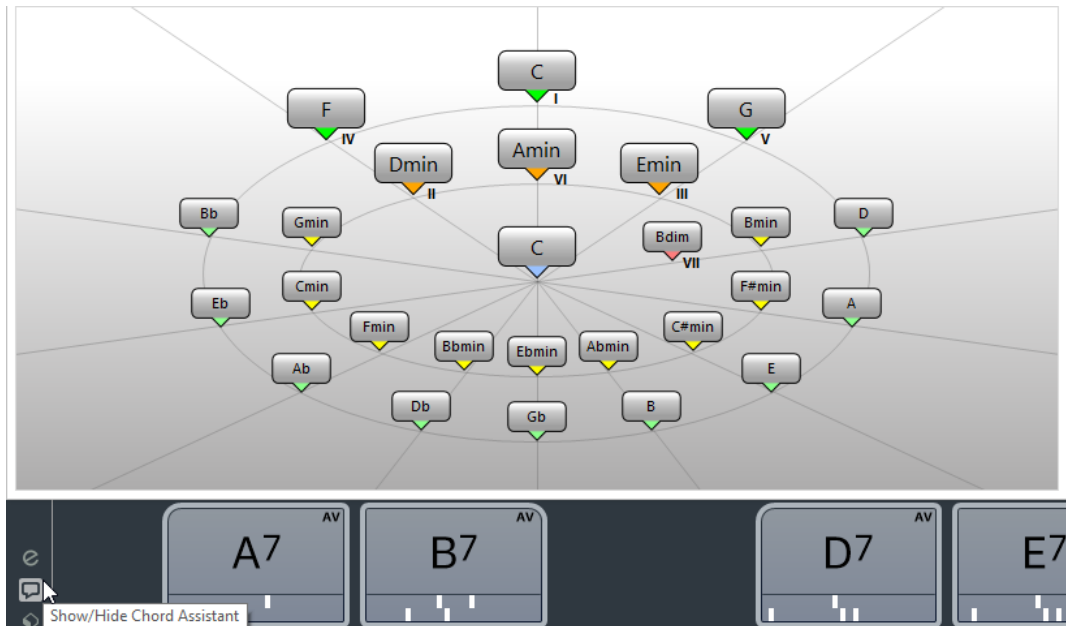 C
I
F
IV
G
V
Dmin
II
Amin
VI
Emin
III
Bb
Gmin
C
Bdim
VII
Bmin
D
Eb
Cmin
F#min
A
Fmin
Bbmin
Ebmin
Abmin
C#min
Ab
E
Db
Gb
B
AV
A7
AV
B7
AV
D7
E7
e
Show/Hide Chord Assistant